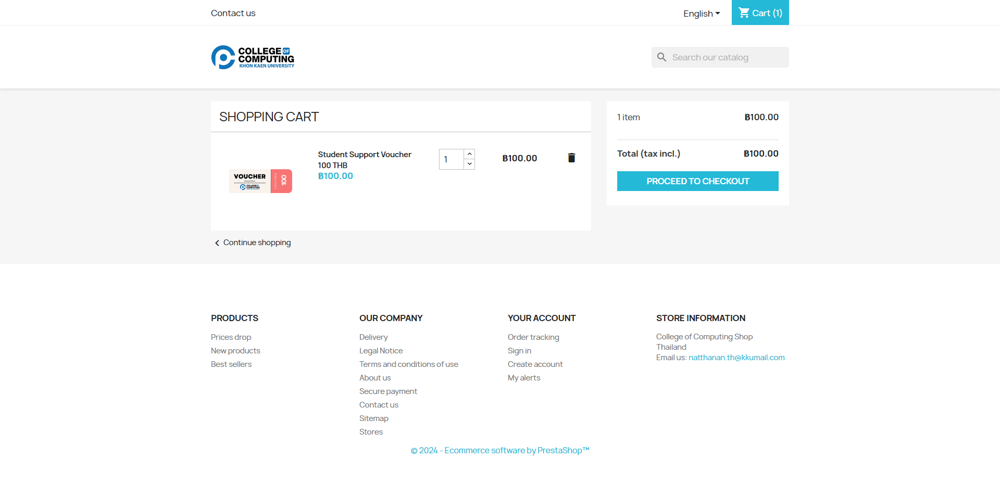 Contact us
English
Cart (1)
COLLEGE OF
COMPUTING
KHON KAEN UNIVERSITY
Search our catalog
SHOPPING CART
VOUCHER
COLLEGE OF
COMPUTING
VOUCHER
100
Student Support Voucher
100 THB
฿100.00
1
฿100.00
Continue shopping
1 item
฿100.00
Total (tax incl.)
฿100.00
PROCEED TO CHECKOUT
PRODUCTS
Prices drop
New products
Best sellers
OUR COMPANY
Delivery
Legal Notice
Terms and conditions of use
About us
Secure payment
Contact us
Sitemap
Stores
YOUR ACCOUNT
Order tracking
Sign in
Create account
My alerts
STORE INFORMATION
College of Computing Shop
Thailand
Email us: natthanan.th@kkumail.com
© 2024 - Ecommerce software by PrestaShop™